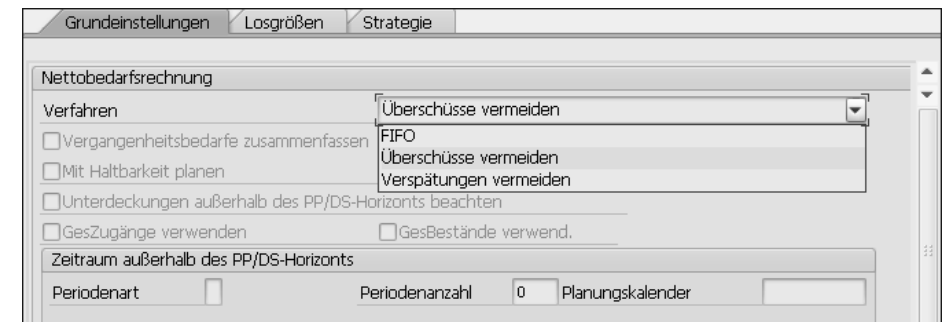 Grundeinstellungen Losgrößen Strategie
Nettobedarfsrechnung
Verfahren Überschüsse vermeiden
FIFO
Vergangenheitsbedarfe zusammenfassen
Überschüsse vermeiden
Mit Haltbarkeit planen
Verspätungen vermeiden
Unterdeckungen außerhalb des PP/DS-Horizonts beachten
GesZugänge verwenden GesBestände verwend.
Zeitraum außerhalb des PP/DS-Horizonts
Periodenart Periodenanzahl 0 Planungskalender